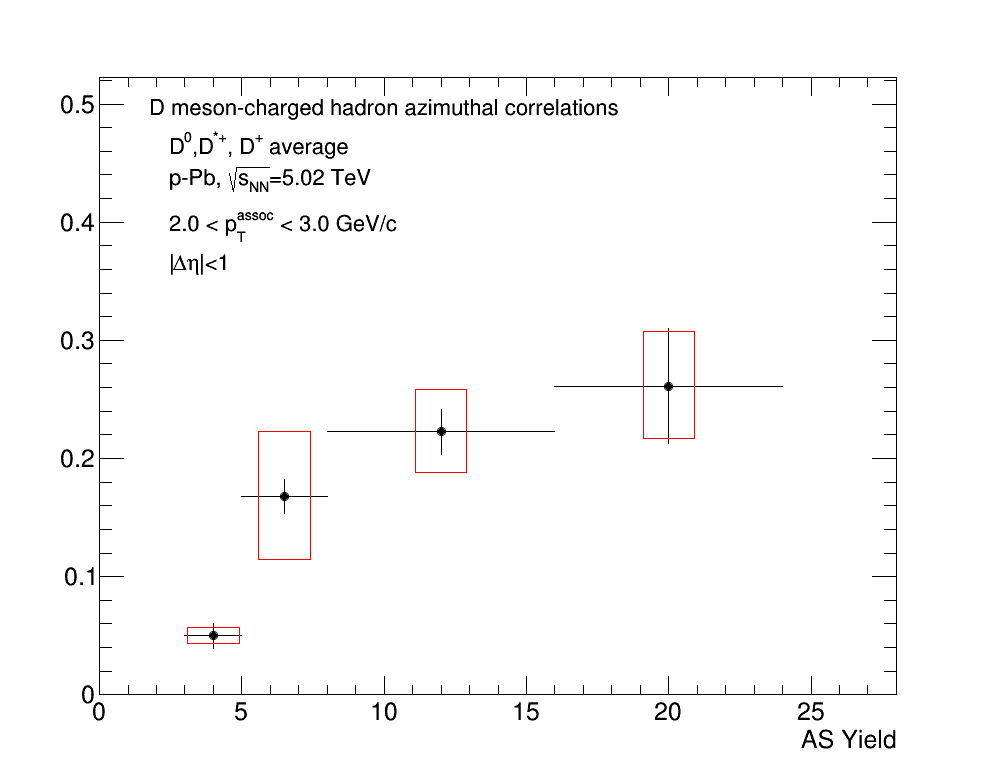 0.5
D meson-charged hadron azimuthal correlations
D⁰,D*⁺, D⁺ average
p-Pb, √s_NN=5.02 TeV
0.4
2.0 < p_T^assoc < 3.0 GeV/c
|Δη|<1
0.3
0.2
0.1
0
0 5 10 15 20 25
AS Yield